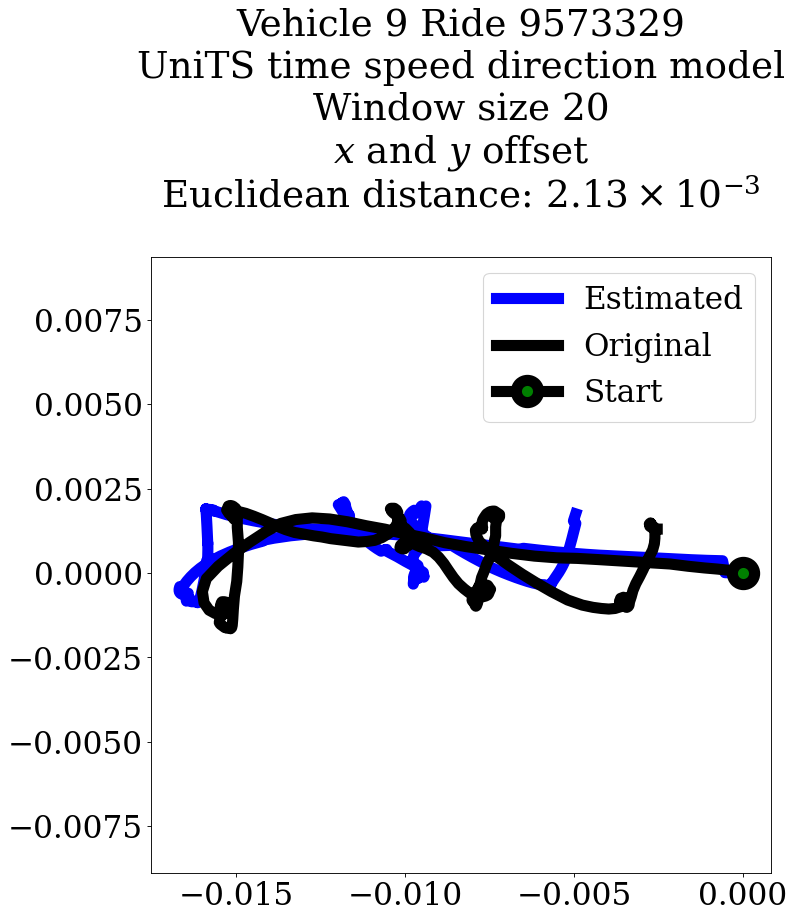 Vehicle 9 Ride 9573329
UniTS time speed direction model
Window size 20
x and y offset
Euclidean distance: 2.13 × 10⁻³
Estimated
Original
Start
0.0075
0.0050
0.0025
0.0000
−0.0025
−0.0050
−0.0075
−0.015
−0.010
−0.005
0.000